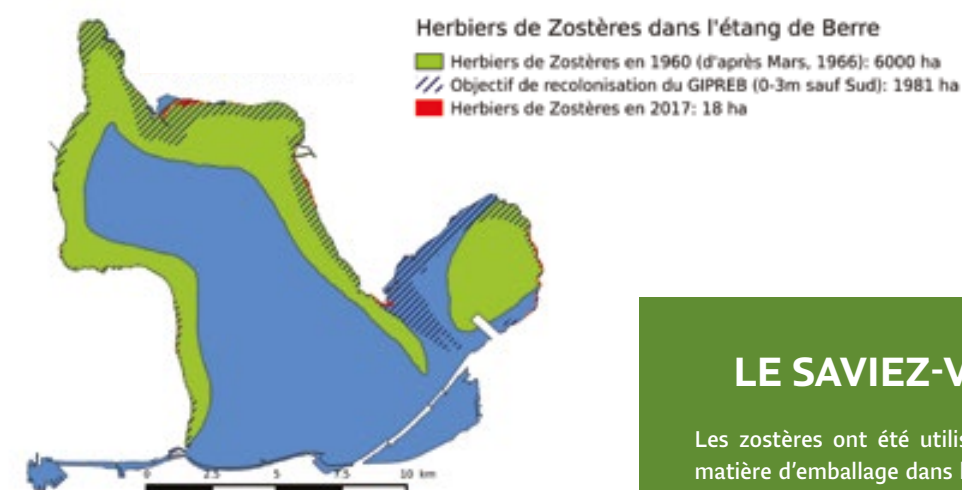 Herbiers de Zostères dans l'étang de Berre
Herbiers de Zostères en 1960 (d'après Mars, 1966): 6000 ha
Objectif de recolonisation du GIPREB (0-3m sauf Sud): 1981 ha
Herbiers de Zostères en 2017: 18 ha
0 2.5 5 7.5 10 km
LE SAVIEZ-V
Les zostères ont été utilis
matière d'emballage dans l